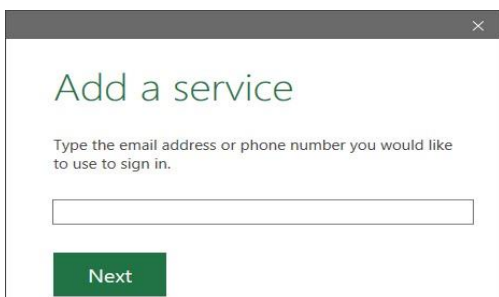 Add a service
Type the email address or phone number you would like
to use to sign in.
Next